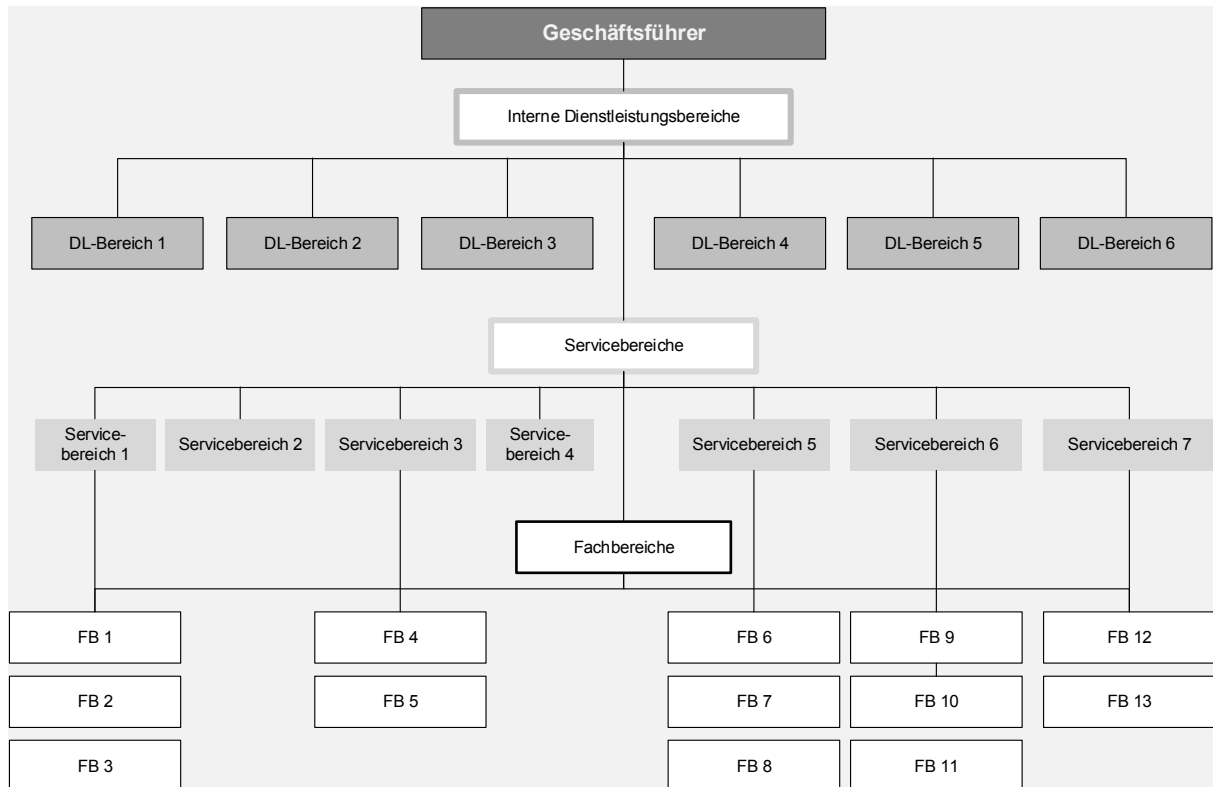 Geschäftsführer
Interne Dienstleistungsbereiche
DL-Bereich 1
DL-Bereich 2
DL-Bereich 3
DL-Bereich 4
DL-Bereich 5
DL-Bereich 6
Servicebereiche
Service-
bereich 1
Servicebereich 2
Servicebereich 3
Service-
bereich 4
Servicebereich 5
Servicebereich 6
Servicebereich 7
Fachbereiche
FB 1
FB 4
FB 6
FB 9
FB 12
FB 2
FB 5
FB 7
FB 10
FB 13
FB 3
FB 8
FB 11